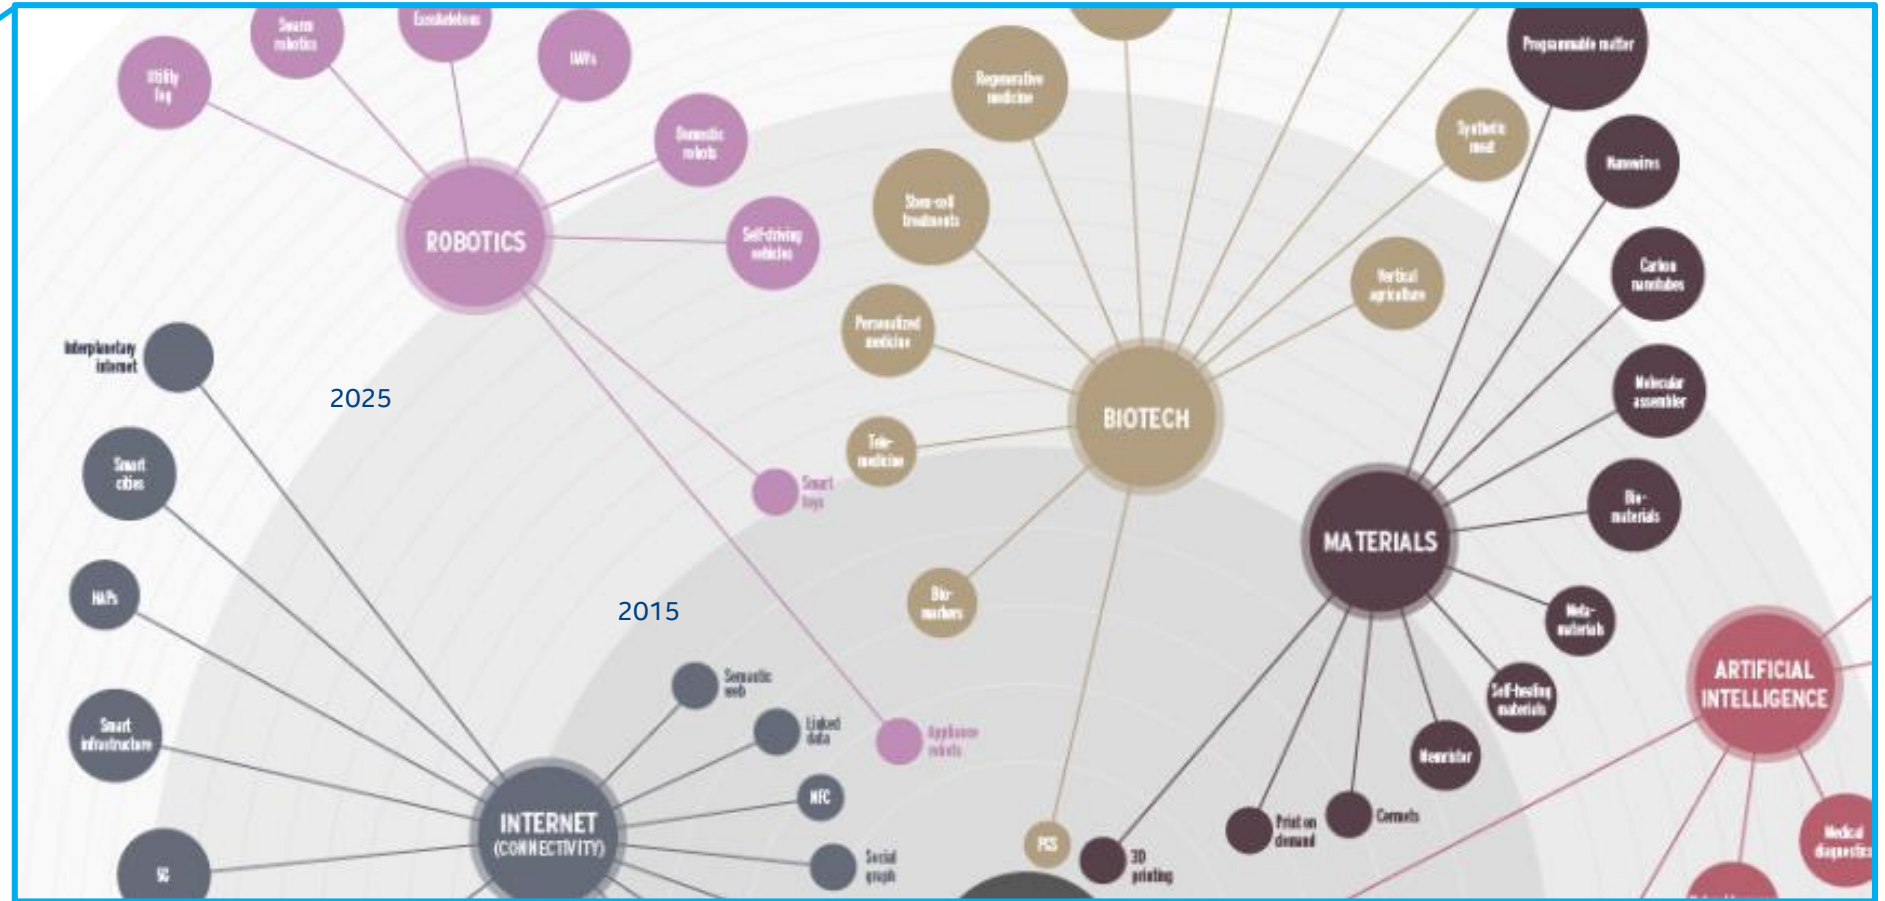 Swarm
robotics
Exoskeletons
UAVs
Utility
fog
Domestic
robots
Self-driving
vehicles
ROBOTICS
Smart
toys
Appliance
robots
Regenerative
medicine
Stem-cell
treatments
Personalized
medicine
Tele-
medicine
Bio-
markers
PGS
Synthetic
meat
Vertical
agriculture
BIOTECH
Programmable matter
Nanowires
Carbon
nanotubes
Molecular
assembler
Bio-
materials
Meta-
materials
Self-healing
materials
Memristor
Cermets
Print on
demand
3D
printing
MATERIALS
Interplanetary
internet
Smart
cities
HAPs
Smart
infrastructure
5G
INTERNET
(CONNECTIVITY)
Semantic
web
Linked
data
NFC
Social
graph
2025
2015
ARTIFICIAL
INTELLIGENCE
Medical
diagnostics